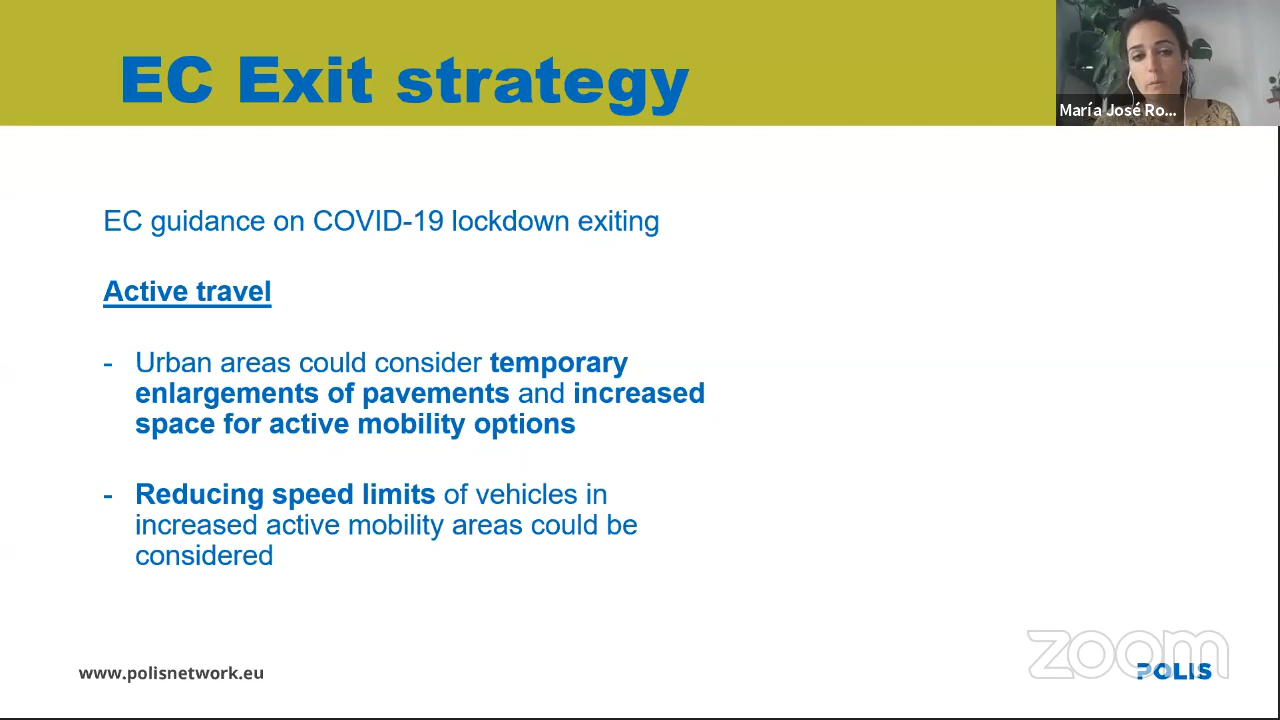 EC Exit strategy
María José Ro...
EC guidance on COVID-19 lockdown exiting
Active travel
- Urban areas could consider temporary
enlargements of pavements and increased
space for active mobility options
- Reducing speed limits of vehicles in
increased active mobility areas could be
considered
www.polisnetwork.eu
zoom
POLIS